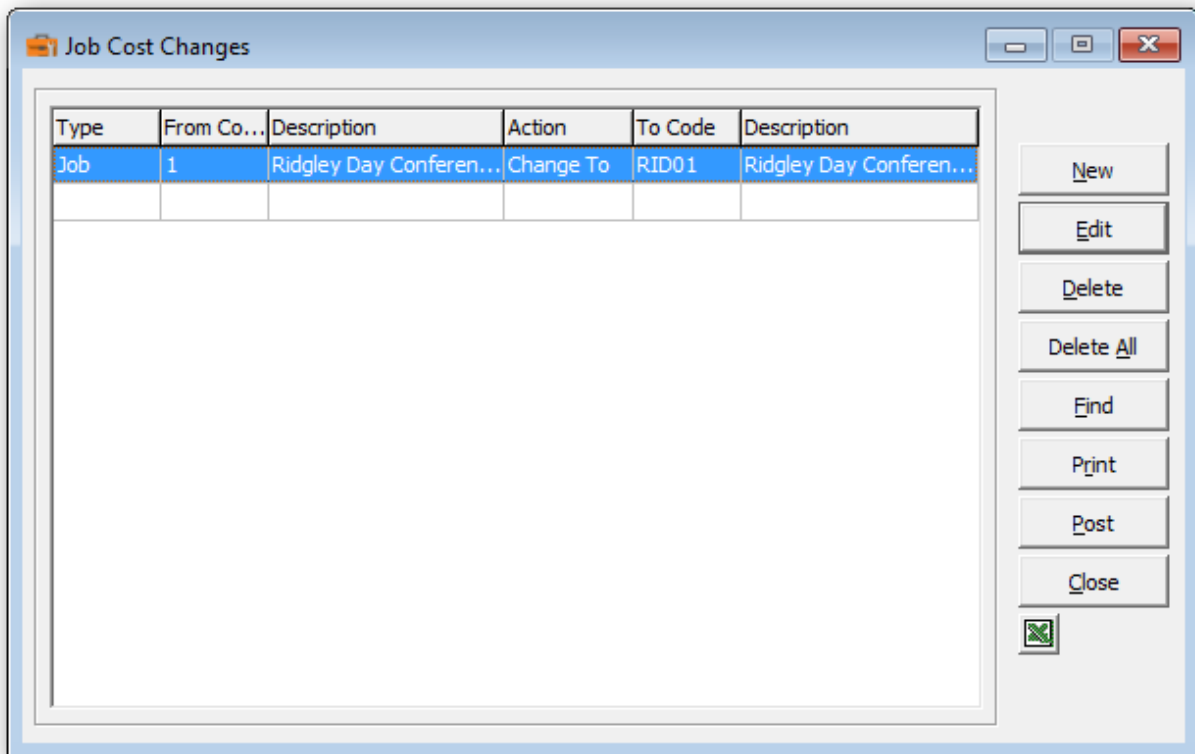 Job Cost Changes
Type From Co... Description Action To Code Description
Job 1 Ridgley Day Conferen... Change To RID01 Ridgley Day Conferen...
New
Edit
Delete
Delete All
Find
Print
Post
Close